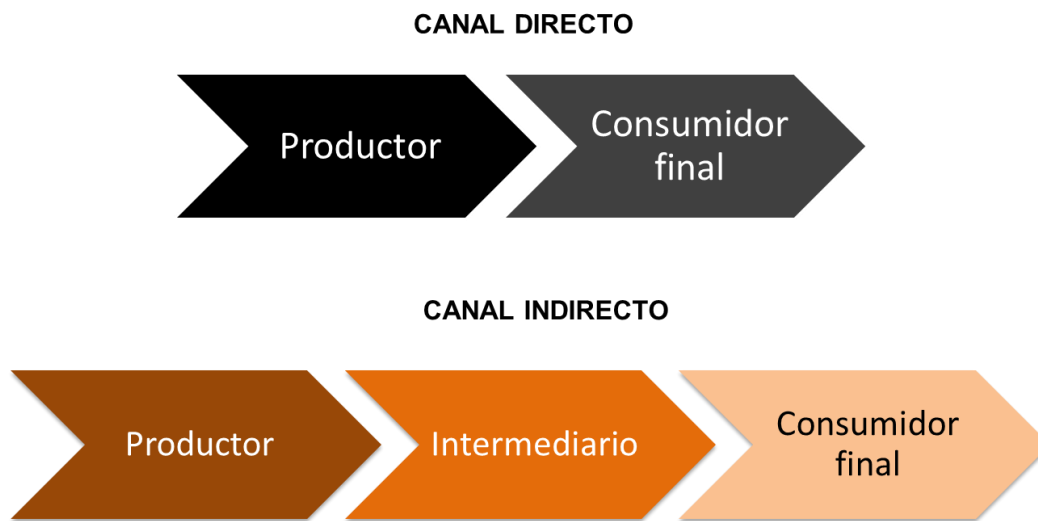 CANAL DIRECTO
Productor
Consumidor
final
CANAL INDIRECTO
Productor
Intermediario
Consumidor
final